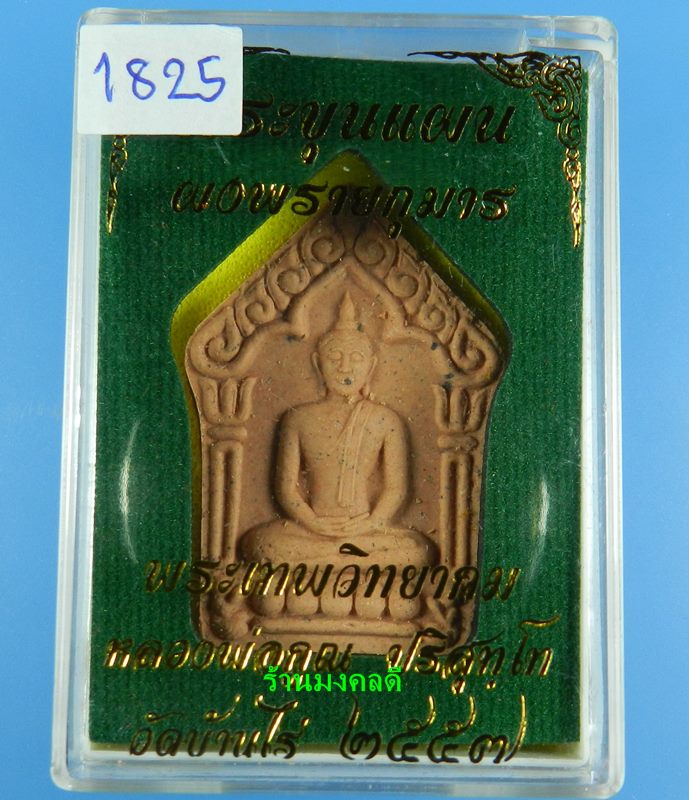 1825
พระขุนแผน
ผงพรายกุมาร
พระเทพวิทยาคม
หลวงพ่อคูณ ปริสุทฺโท
ร้านมงคลดี
วัดบ้านไร่ (๒๕๕๗)